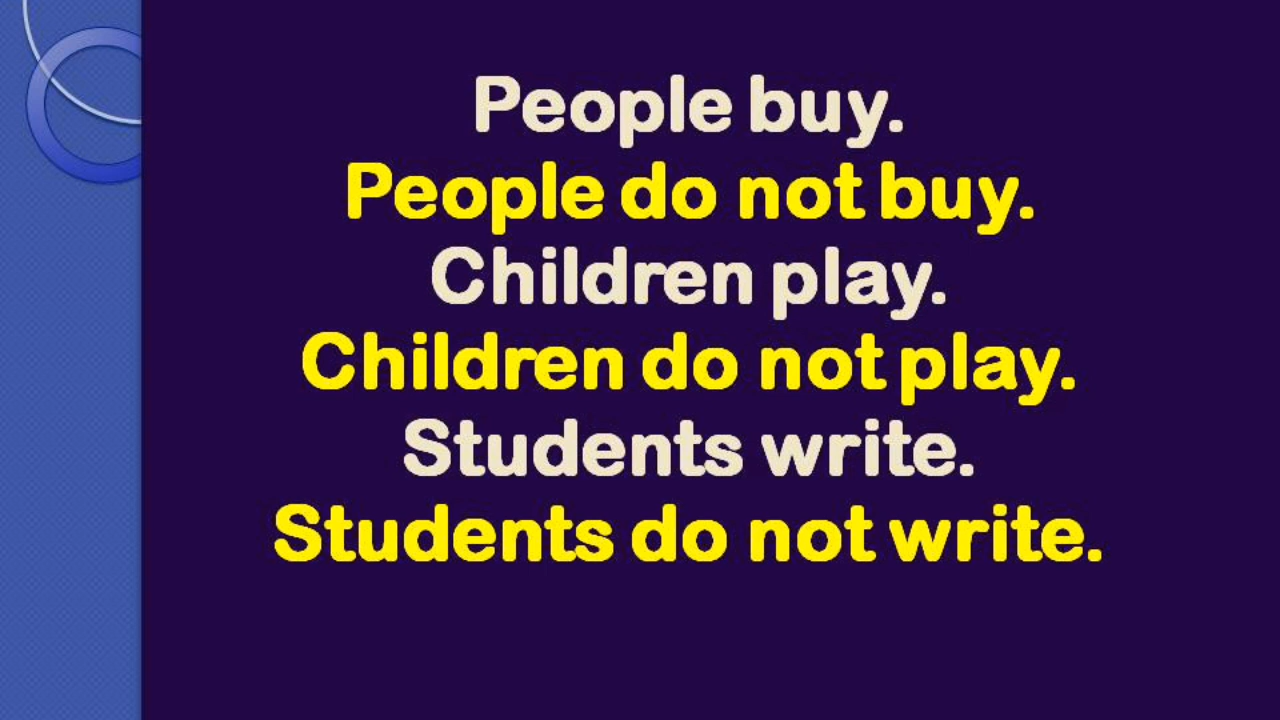 People buy.
People do not buy.
Children play.
Children do not play.
Students write.
Students do not write.